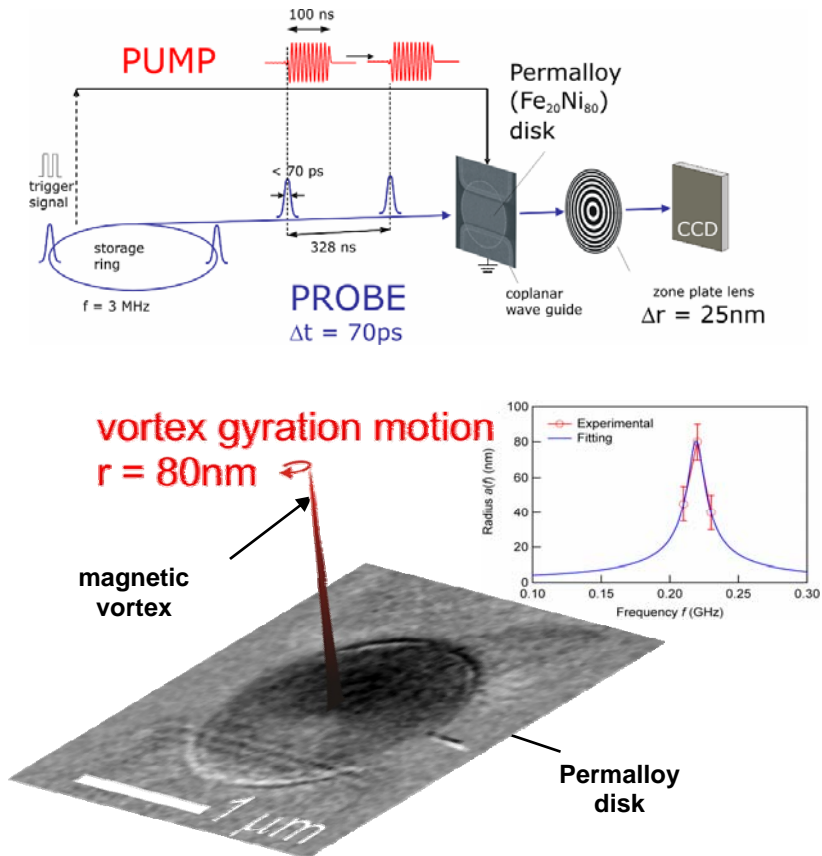 100 ns
PUMP
Permalloy
(Fe₂₀Ni₈₀)
disk
trigger
signal
< 70 ps
storage
ring
328 ns
CCD
f = 3 MHz
PROBE
Δt = 70ps
coplanar
wave guide
zone plate lens
Δr = 25nm
vortex gyration motion
r = 80nm
magnetic
vortex
100
80
60
40
20
0
Radius a(f) (nm)
Experimental
Fitting
0.10
0.15
0.20
0.25
0.30
Frequency f (GHz)
1 µm
Permalloy
disk